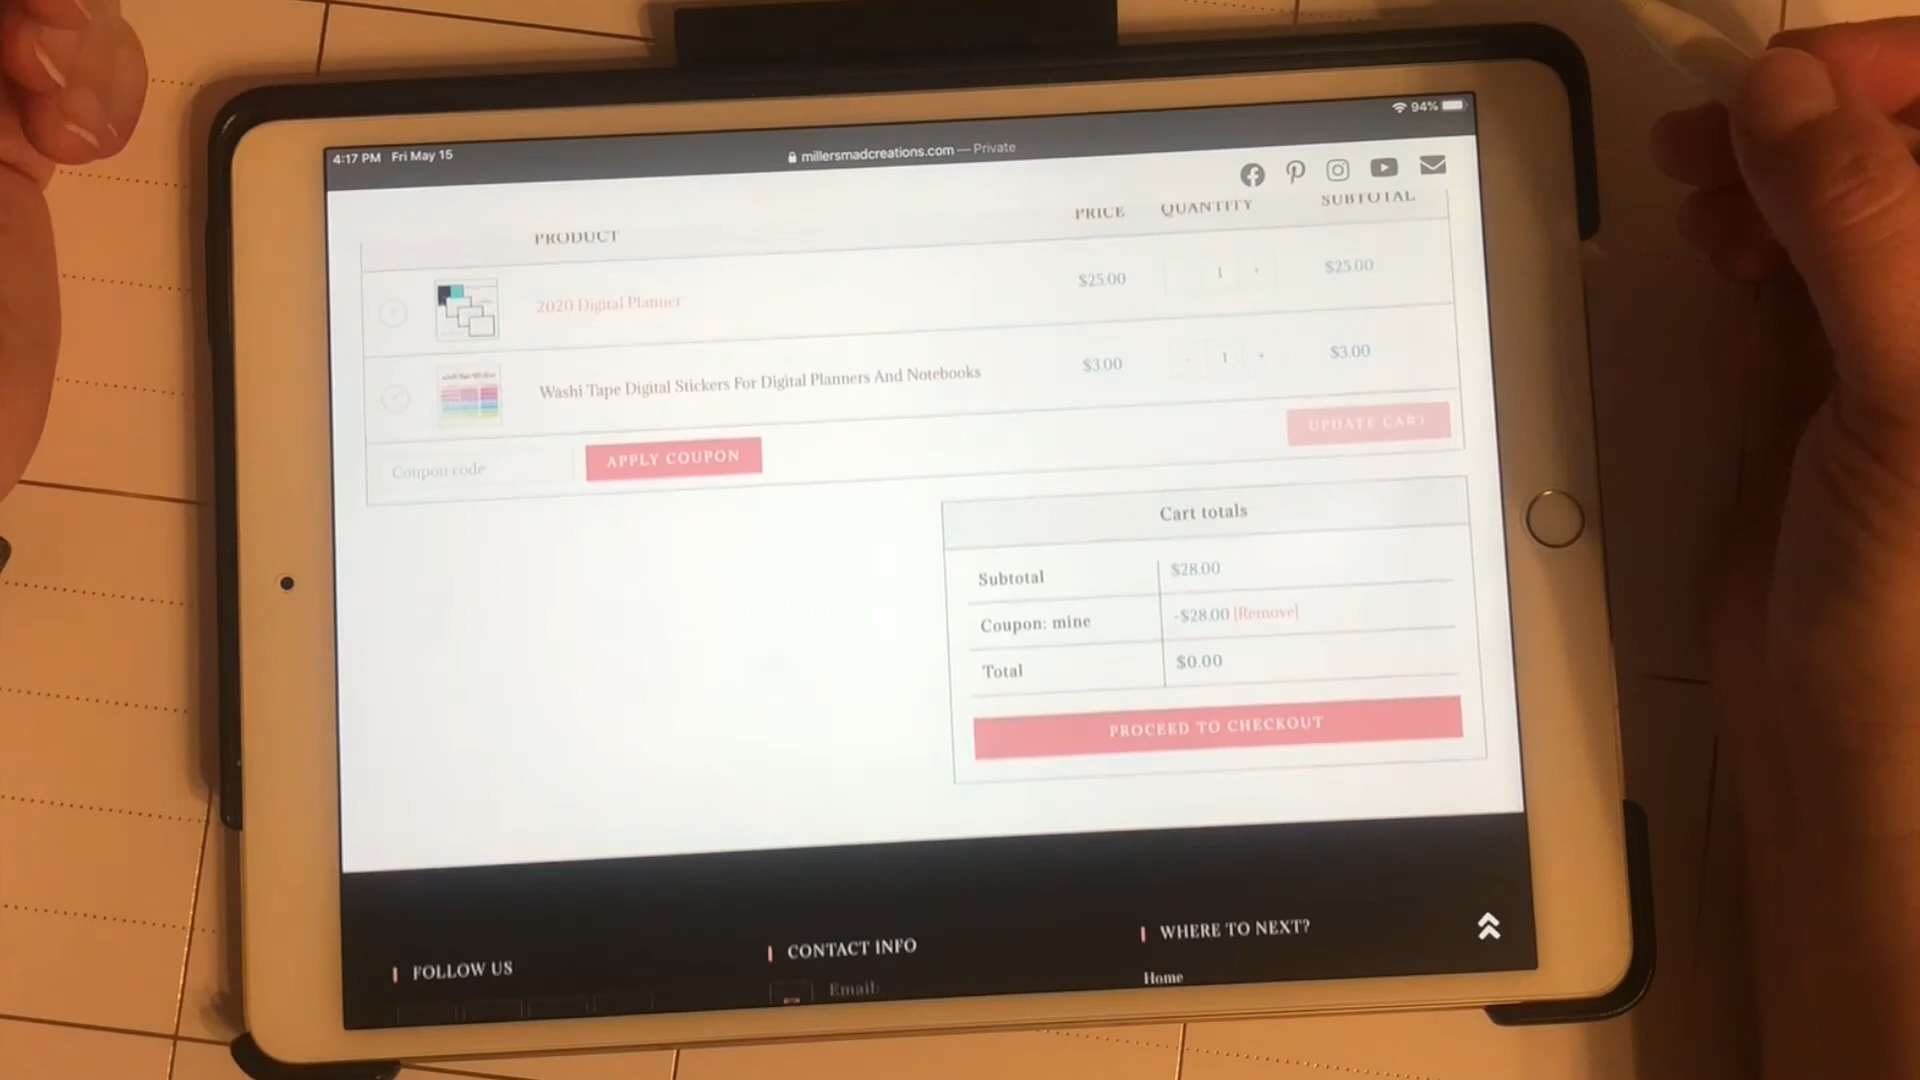 4:17 PM Fri May 15
millersmadcreations.com — Private
94%
PRODUCT PRICE QUANTITY SUBTOTAL
2020 Digital Planner $25.00 1 + $25.00
Washi Tape Digital Stickers For Digital Planners And Notebooks $3.00 - 1 + $3.00
Coupon code APPLY COUPON UPDATE CART
Cart totals
Subtotal $28.00
Coupon: mine -$28.00 [Remove]
Total $0.00
PROCEED TO CHECKOUT
FOLLOW US
CONTACT INFO
Email:
WHERE TO NEXT?
Home